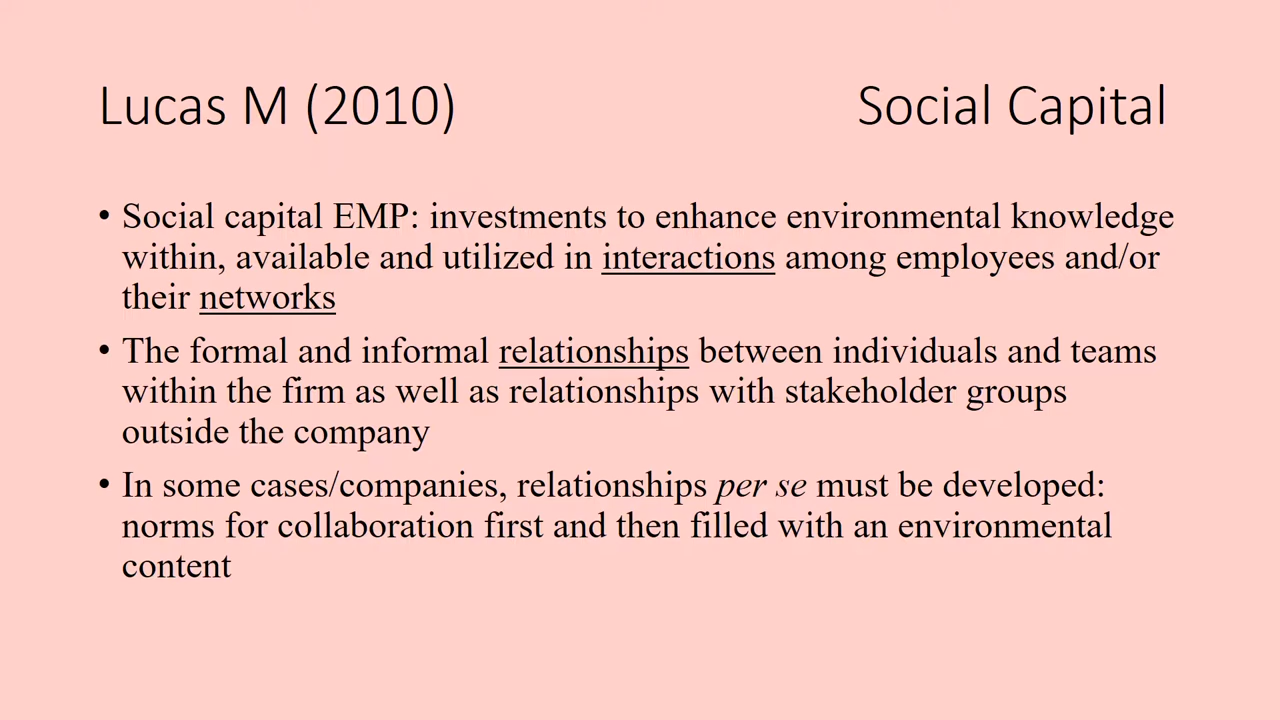 Lucas M (2010) Social Capital
• Social capital EMP: investments to enhance environmental knowledge
within, available and utilized in interactions among employees and/or
their networks
• The formal and informal relationships between individuals and teams
within the firm as well as relationships with stakeholder groups
outside the company
• In some cases/companies, relationships per se must be developed:
norms for collaboration first and then filled with an environmental
content